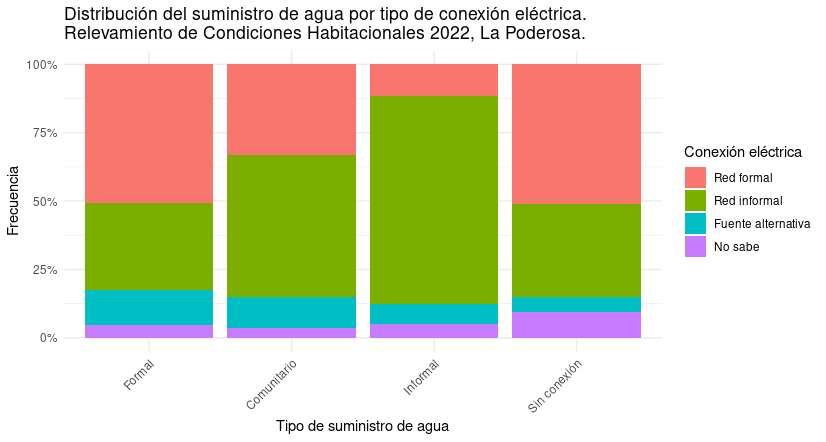 Distribución del suministro de agua por tipo de conexión eléctrica.
Relevamiento de Condiciones Habitacionales 2022, La Poderosa.
100%
75%
50%
25%
0%
Frecuencia
Formal
Comunitario
Informal
Sin conexión
Tipo de suministro de agua
Conexión eléctrica
Red formal
Red informal
Fuente alternativa
No sabe